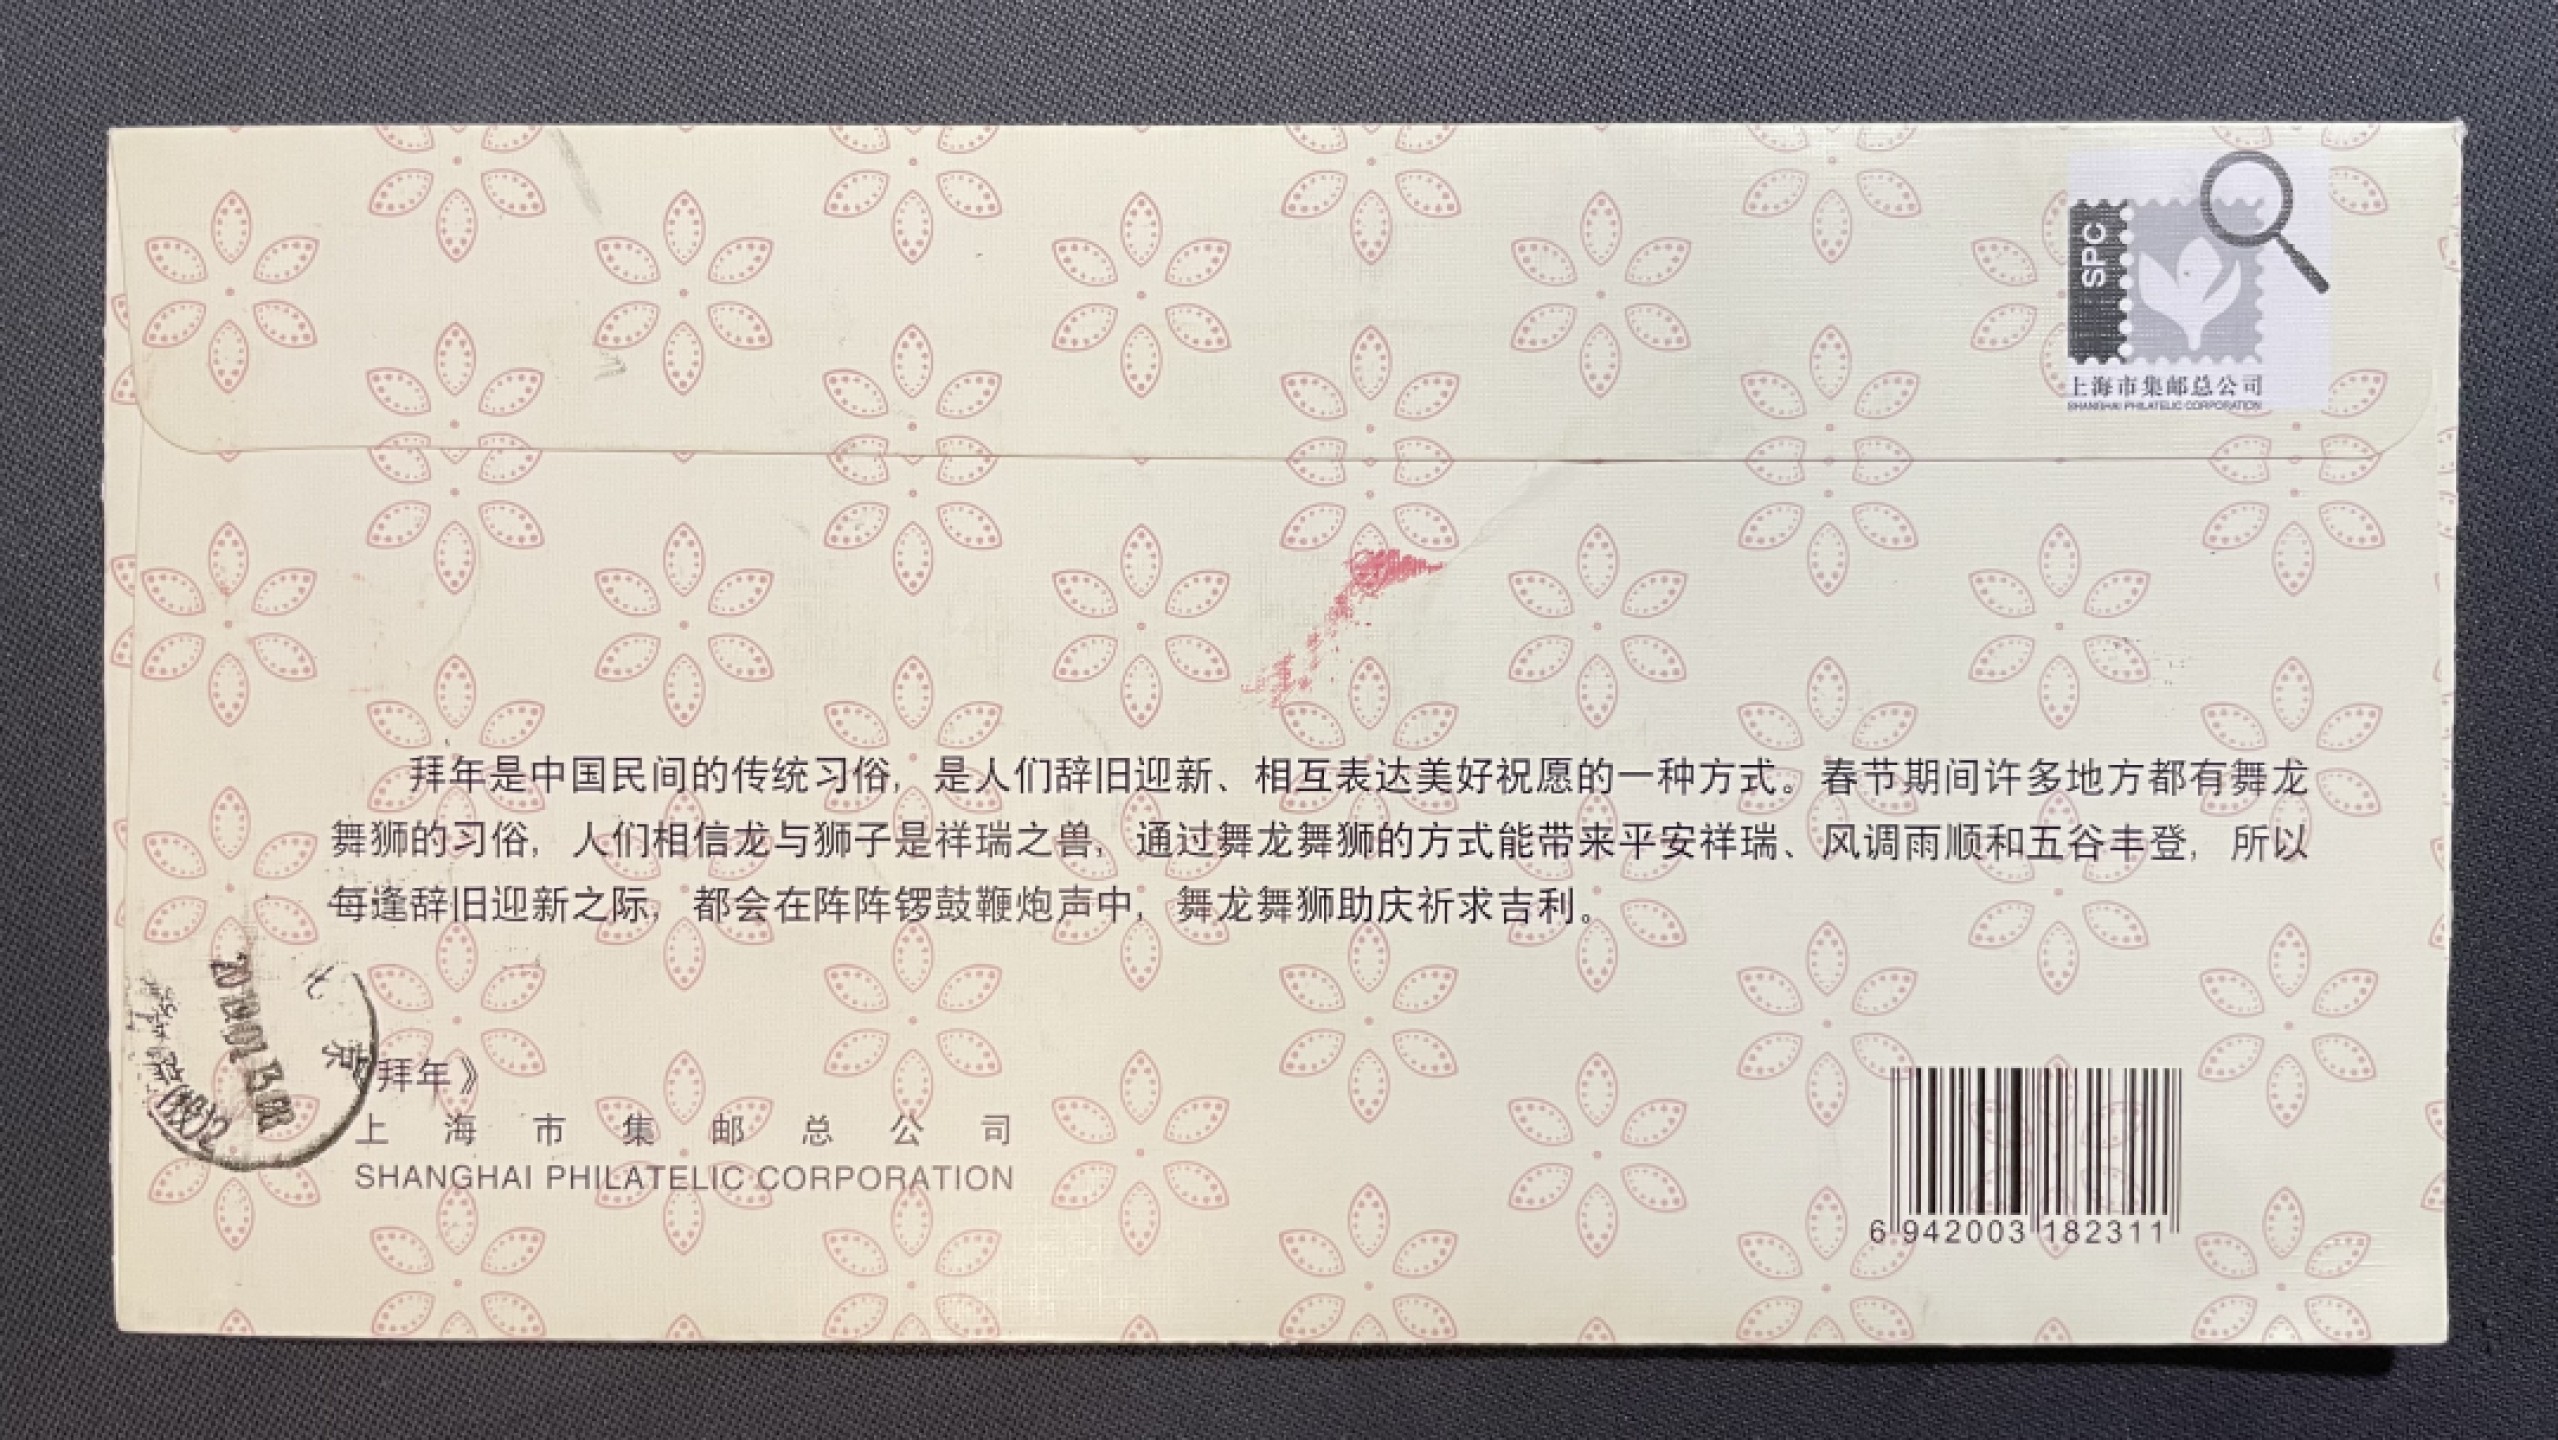 SPC
上海市集邮总公司
SHANGHAI PHILATELIC CORPORATION
拜年是中国民间的传统习俗，是人们辞旧迎新、相互表达美好祝愿的一种方式。春节期间许多地方都有舞龙
舞狮的习俗，人们相信龙与狮子是祥瑞之兽，通过舞龙舞狮的方式能带来平安祥瑞、风调雨顺和五谷丰登，所以
每逢辞旧迎新之际，都会在阵阵锣鼓鞭炮声中，舞龙舞狮助庆祈求吉利。
北京
拜年》
上海市集邮总公司
SHANGHAI PHILATELIC CORPORATION
6 942003 182311